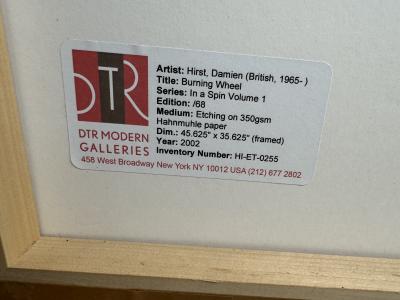 DTR
DTR MODERN
GALLERIES
Artist: Hirst, Damien (British, 1965- )
Title: Burning Wheel
Series: In a Spin Volume 1
Edition: /68
Medium: Etching on 350gsm
Hahnmuhle paper
Dim.: 45.625" x 35.625" (framed)
Year: 2002
Inventory Number: HI-ET-0255
458 West Broadway New York NY 10012 USA (212) 677 2802